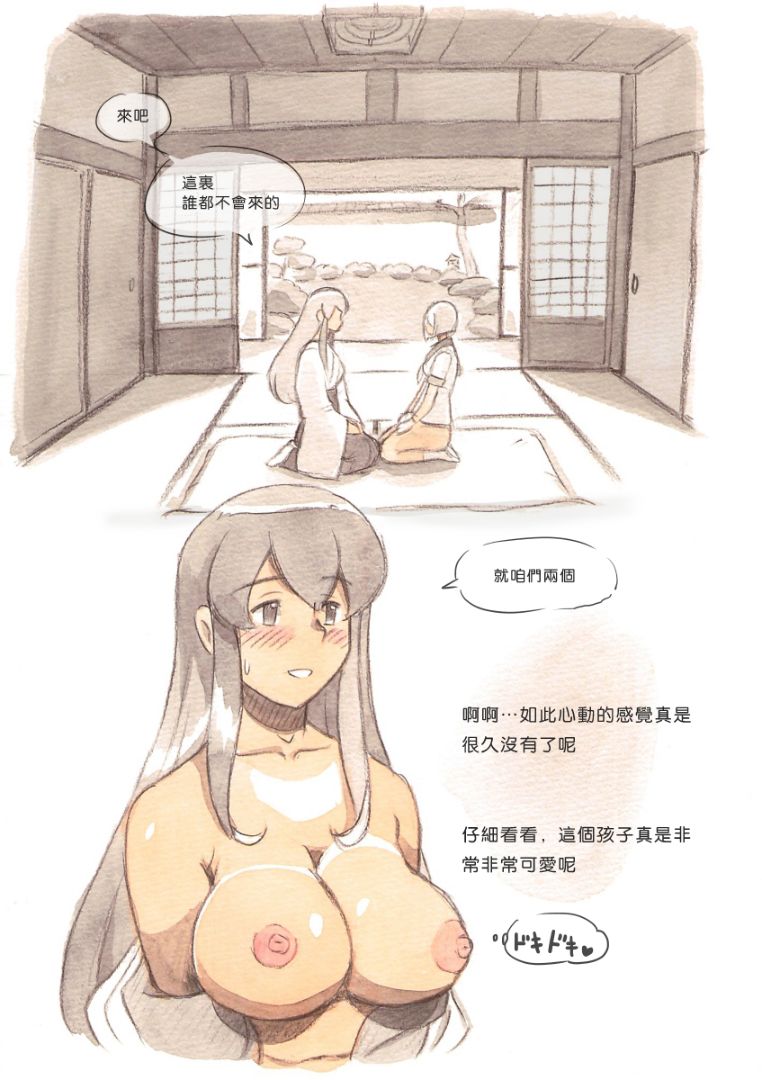 來吧
這裏
誰都不會來的
就咱們兩個
啊啊…如此心動的感覺真是
很久沒有了呢
仔細看看，這個孩子真是非
常非常可愛呢
ドキドキ♥